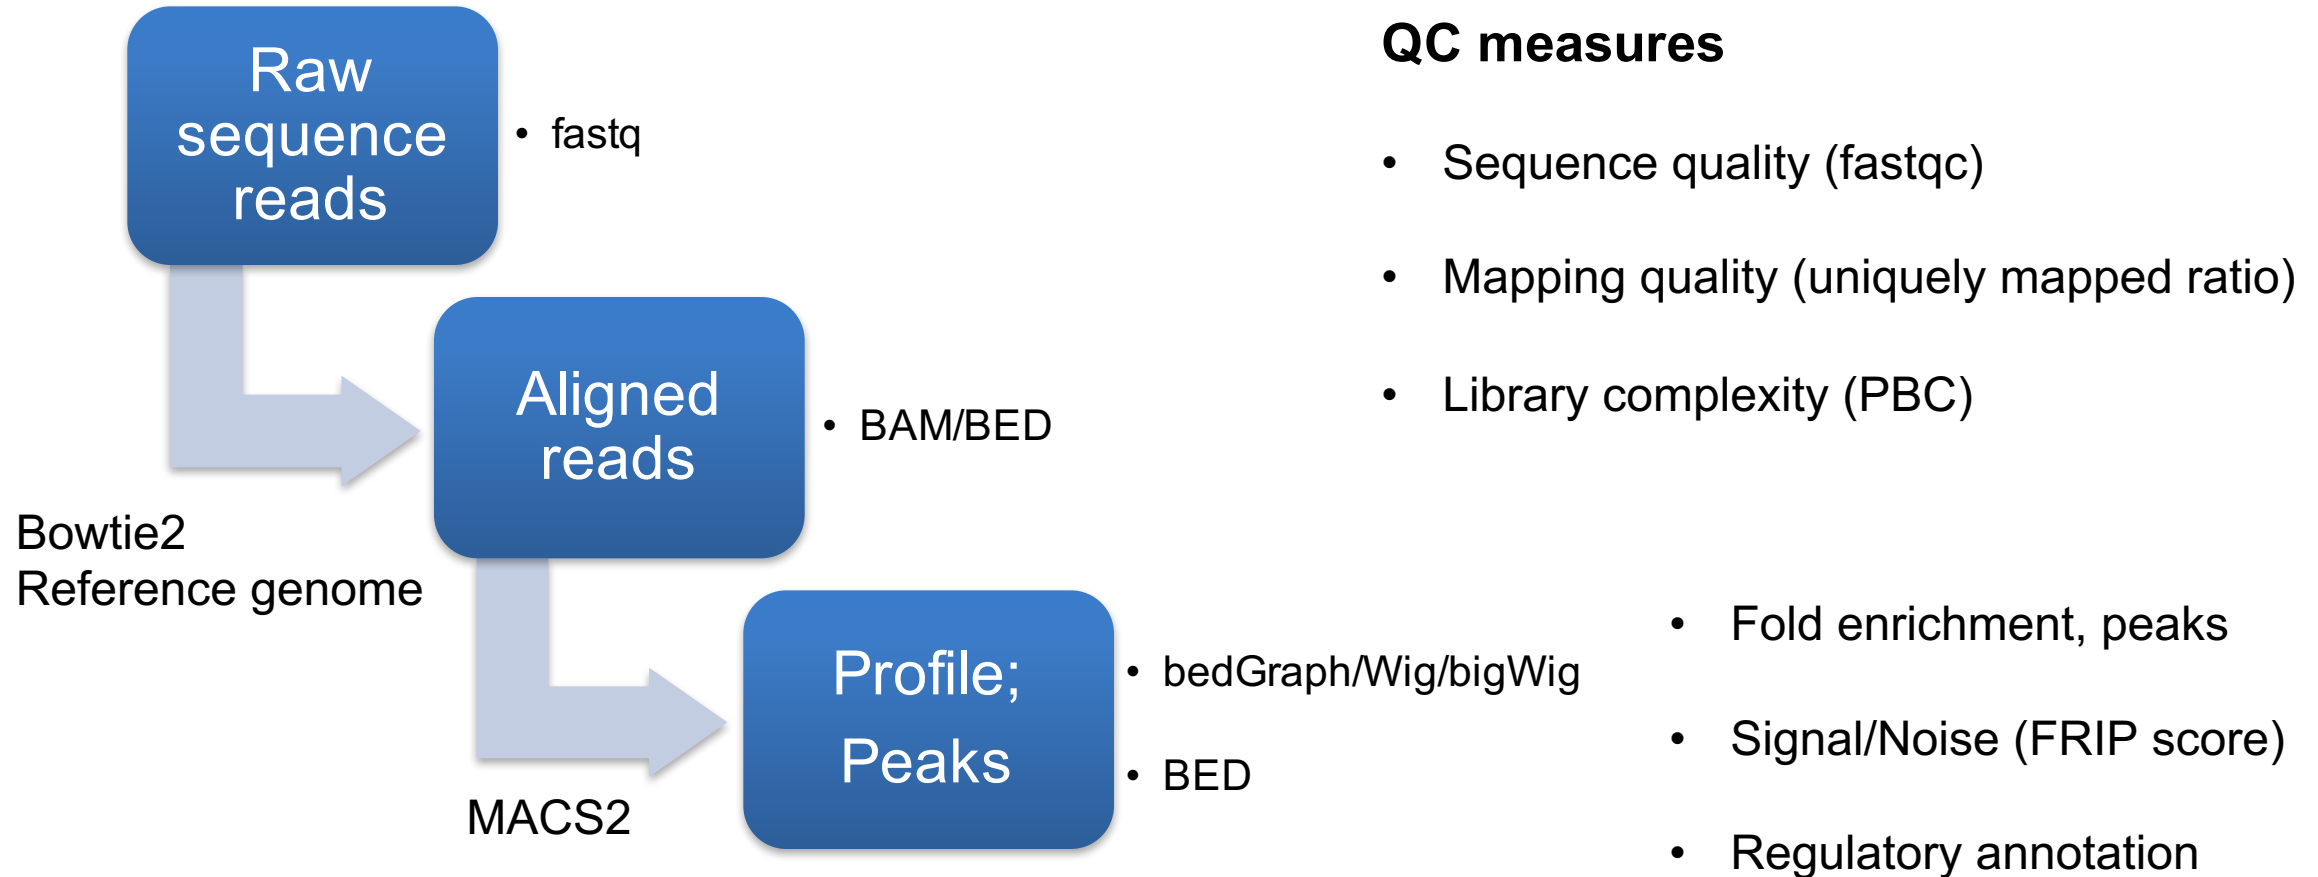 Raw
sequence
reads
• fastq
Bowtie2
Reference genome
Aligned
reads
• BAM/BED
MACS2
Profile;
Peaks
• bedGraph/Wig/bigWig
• BED
QC measures
• Sequence quality (fastqc)
• Mapping quality (uniquely mapped ratio)
• Library complexity (PBC)
• Fold enrichment, peaks
• Signal/Noise (FRIP score)
• Regulatory annotation